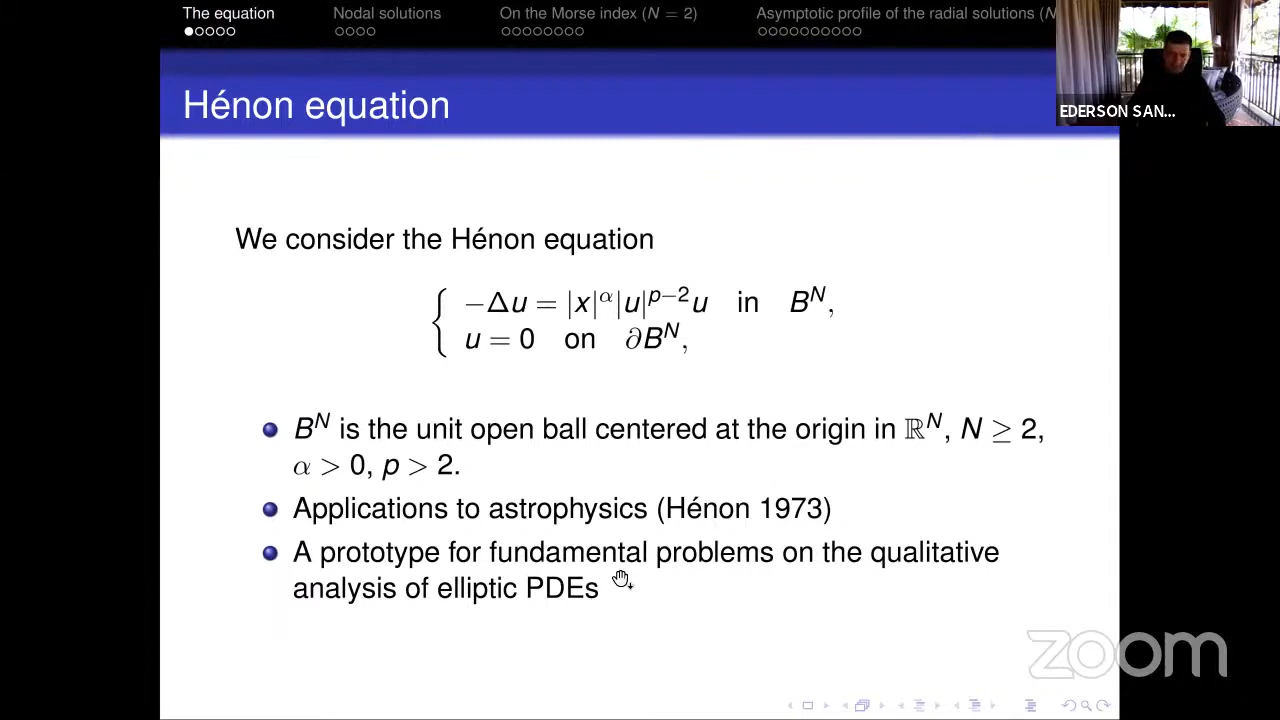 The equation Nodal solutions On the Morse index (N = 2) Asymptotic profile of the radial solutions (N
EDERSON SAN...
Hénon equation
We consider the Hénon equation
−Δu = |x|^α|u|^{p−2}u in B^N,
u = 0 on ∂B^N,
B^N is the unit open ball centered at the origin in ℝ^N, N ≥ 2,
α > 0, p > 2.
Applications to astrophysics (Hénon 1973)
A prototype for fundamental problems on the qualitative
analysis of elliptic PDEs
zoom